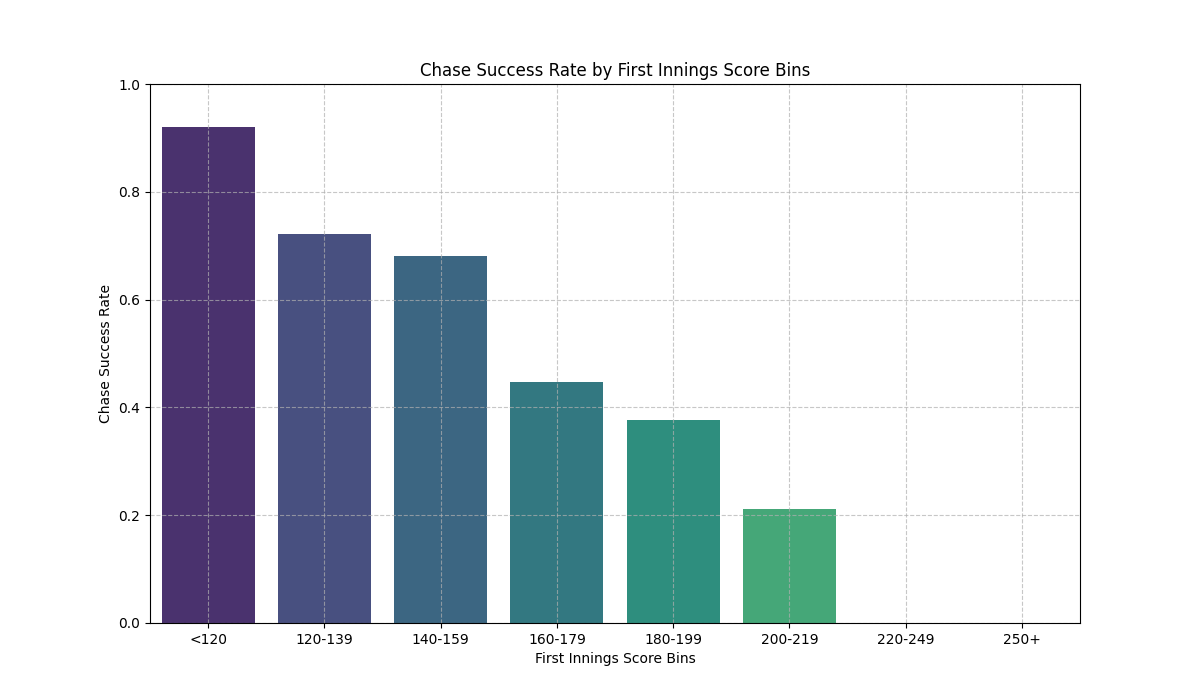 Chase Success Rate by First Innings Score Bins
1.0
0.8
0.6
0.4
0.2
0.0
Chase Success Rate
<120 120-139 140-159 160-179 180-199 200-219 220-249 250+
First Innings Score Bins